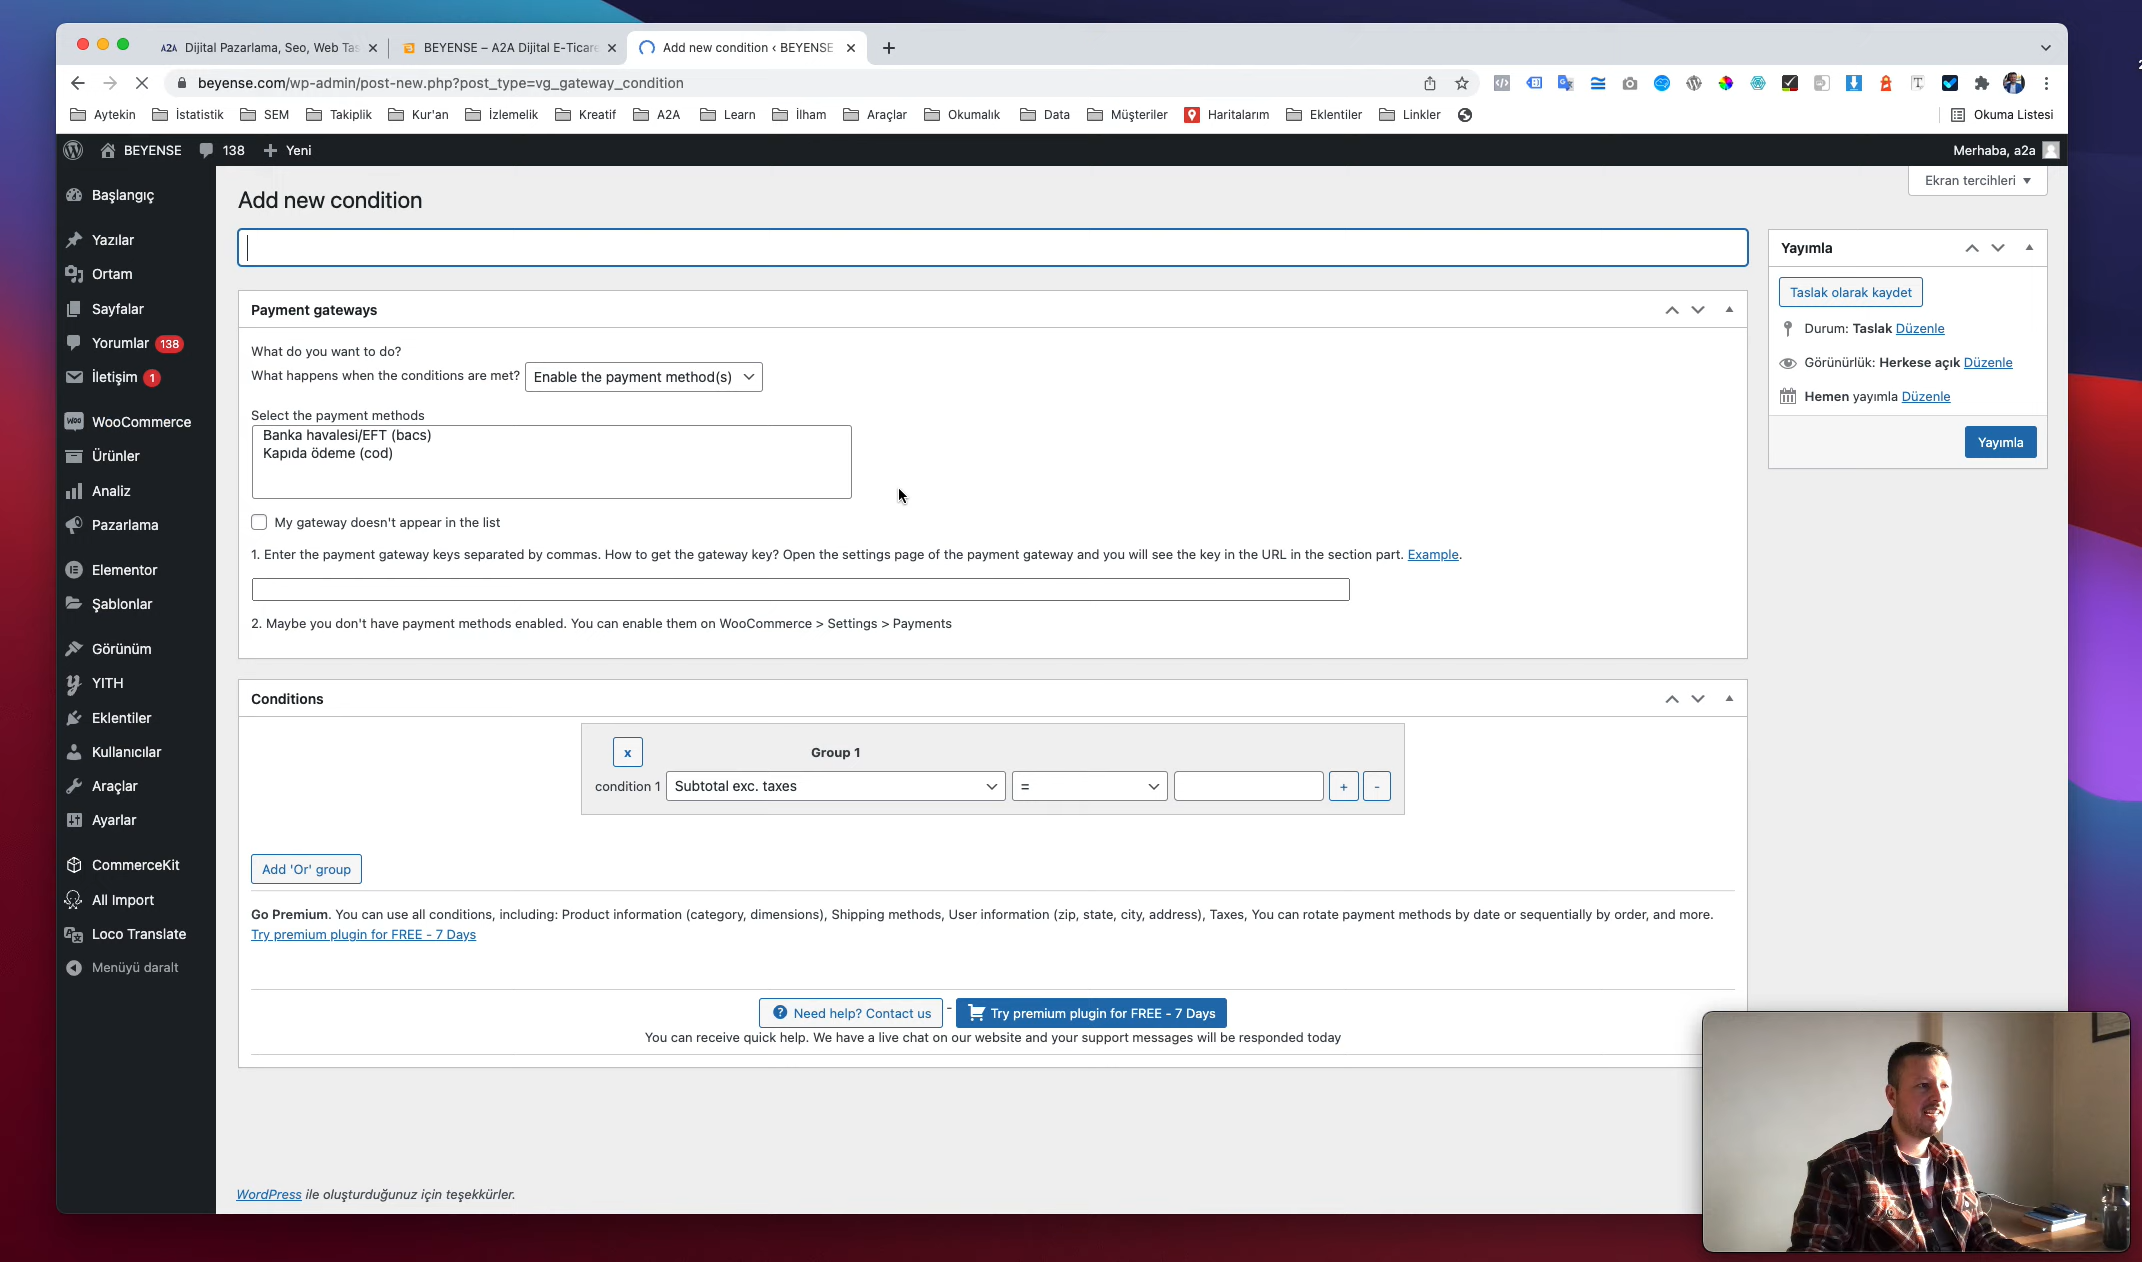 A2A Dijital Pazarlama, Seo, Web Tas
BEYENSE – A2A Dijital E-Ticare
Add new condition ‹ BEYENSE
beyense.com/wp-admin/post-new.php?post_type=vg_gateway_condition
Aytekin İstatistik SEM Takiplik Kur'an İzlemelik Kreatif A2A Learn İlham Araçlar Okumalık Data Müşteriler Haritalarım Eklentiler Linkler Okuma Listesi
BEYENSE 138 Yeni Merhaba, a2a
Ekran tercihleri
Başlangıç
Yazılar
Ortam
Sayfalar
Yorumlar 138
İletişim 1
WooCommerce
Ürünler
Analiz
Pazarlama
Elementor
Şablonlar
Görünüm
YITH
Eklentiler
Kullanıcılar
Araçlar
Ayarlar
CommerceKit
All Import
Loco Translate
Menüyü daralt
Add new condition
Payment gateways
What do you want to do?
What happens when the conditions are met? Enable the payment method(s)
Select the payment methods
Banka havalesi/EFT (bacs)
Kapıda ödeme (cod)
My gateway doesn't appear in the list
1. Enter the payment gateway keys separated by commas. How to get the gateway key? Open the settings page of the payment gateway and you will see the key in the URL in the section part. Example.
2. Maybe you don't have payment methods enabled. You can enable them on WooCommerce > Settings > Payments
Conditions
x Group 1
condition 1 Subtotal exc. taxes = + -
Add 'Or' group
Go Premium. You can use all conditions, including: Product information (category, dimensions), Shipping methods, User information (zip, state, city, address), Taxes, You can rotate payment methods by date or sequentially by order, and more.
Try premium plugin for FREE - 7 Days
Need help? Contact us - Try premium plugin for FREE - 7 Days
You can receive quick help. We have a live chat on our website and your support messages will be responded today
WordPress ile oluşturduğunuz için teşekkürler.
Yayımla
Taslak olarak kaydet
Durum: Taslak Düzenle
Görünürlük: Herkese açık Düzenle
Hemen yayımla Düzenle
Yayımla